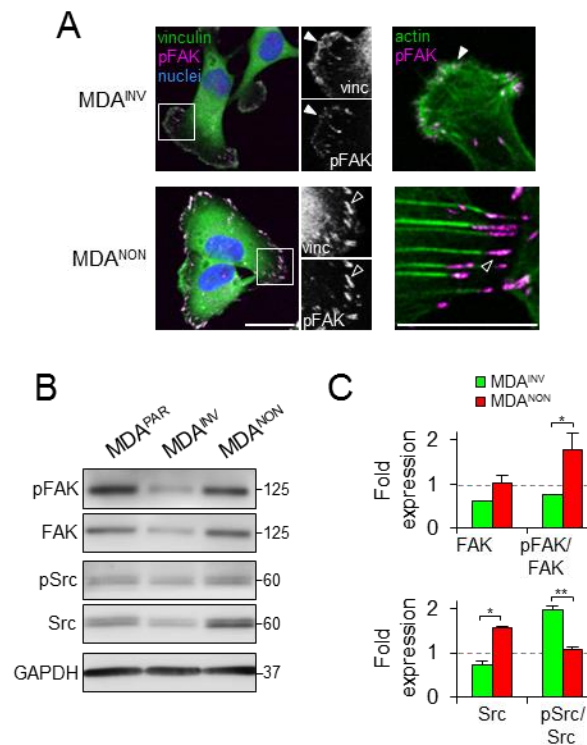 A
vinculin
pFAK
nuclei
vinc
pFAK
actin
pFAK
MDA^INV
vinc
pFAK
MDA^NON
B
MDA^PAR
MDA^INV
MDA^NON
pFAK
-125
FAK
-125
pSrc
-60
Src
-60
GAPDH
-37
C
MDA^INV
MDA^NON
Fold
expression
2
1
0
*
FAK
pFAK/
FAK
Fold
expression
2
1
0
*
**
Src
pSrc/
Src